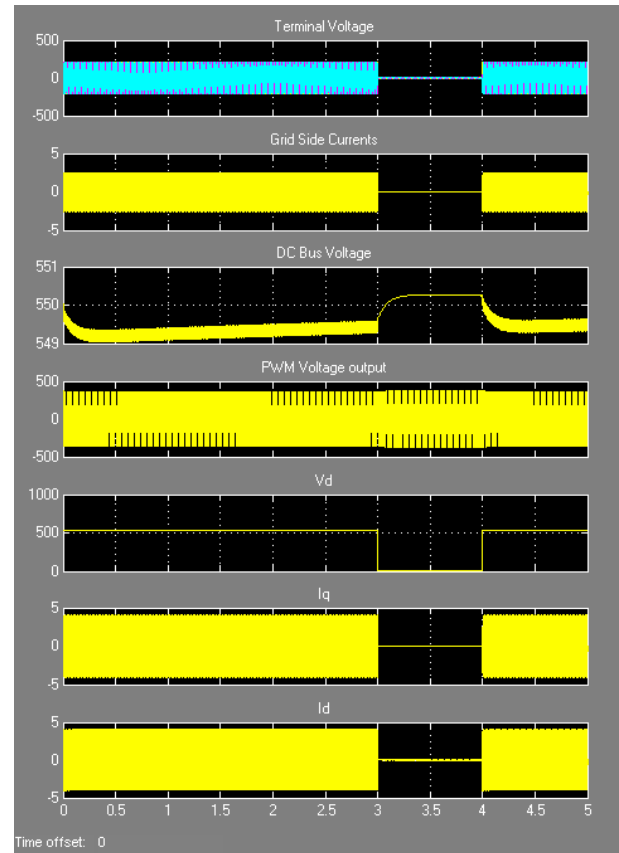 Terminal Voltage
500
0
-500
Grid Side Currents
5
0
-5
DC Bus Voltage
551
550
549
PWM Voltage output
500
0
-500
Vd
1000
500
0
Iq
5
0
-5
Id
5
0
-5
0 0.5 1 1.5 2 2.5 3 3.5 4 4.5 5
Time offset: 0